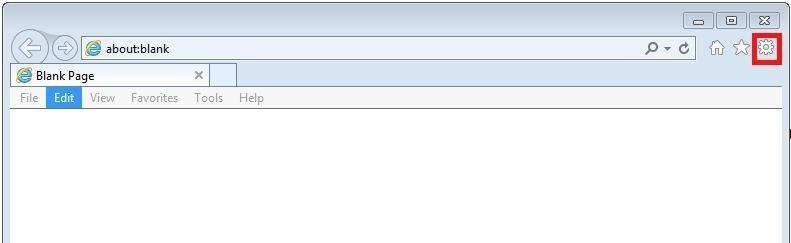 about:blank
Blank Page
File Edit View Favorites Tools Help